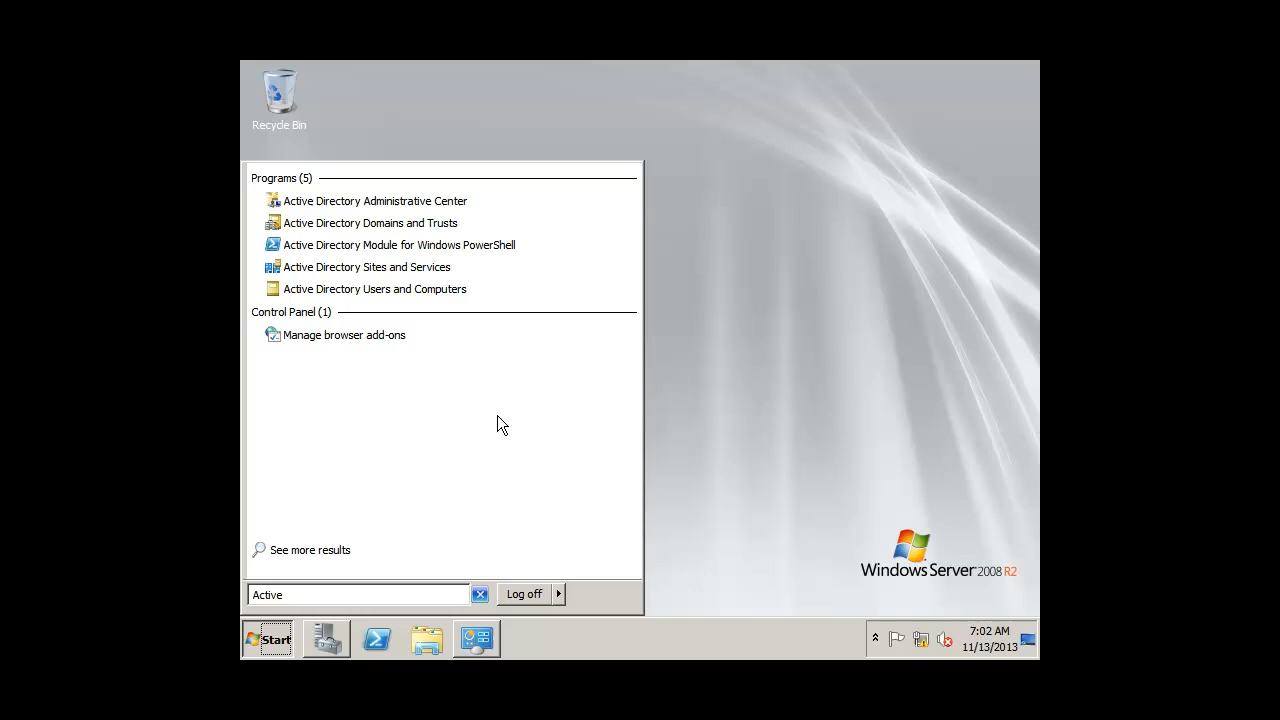 Recycle Bin
Programs (5)
Active Directory Administrative Center
Active Directory Domains and Trusts
Active Directory Module for Windows PowerShell
Active Directory Sites and Services
Active Directory Users and Computers
Control Panel (1)
Manage browser add-ons
See more results
Active
Log off
Windows Server 2008 R2
Start
7:02 AM
11/13/2013